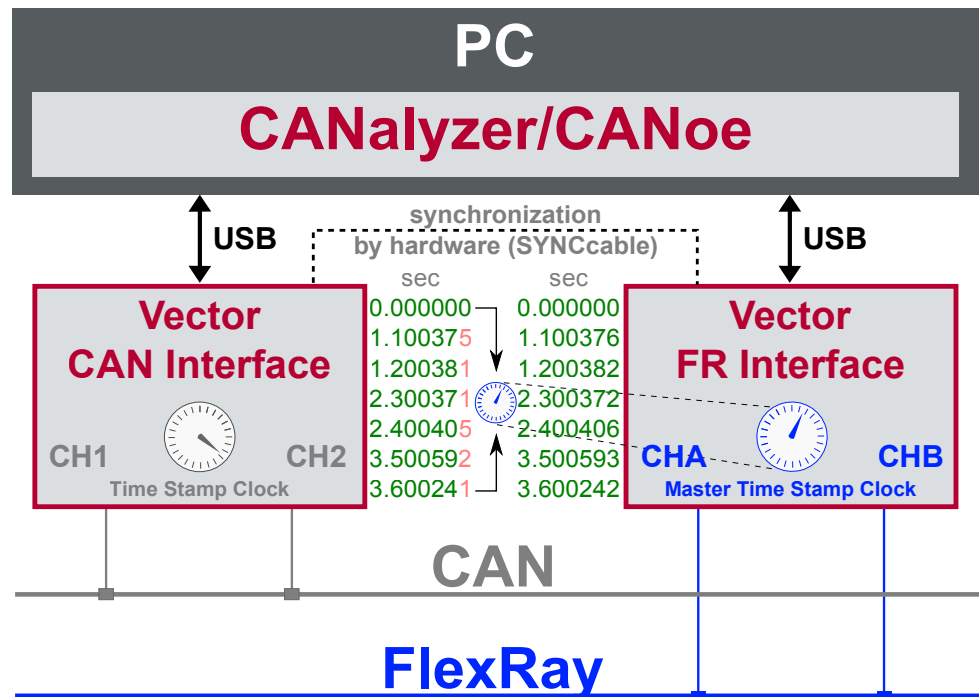 PC
CANalyzer/CANoe
USB
synchronization
by hardware (SYNCcable)
USB
sec
sec
Vector
CAN Interface
CH1
CH2
Time Stamp Clock
0.000000
1.100375
1.200381
2.300371
2.400405
3.500592
3.600241
0.000000
1.100376
1.200382
2.300372
2.400406
3.500593
3.600242
Vector
FR Interface
CHA
CHB
Master Time Stamp Clock
CAN
FlexRay